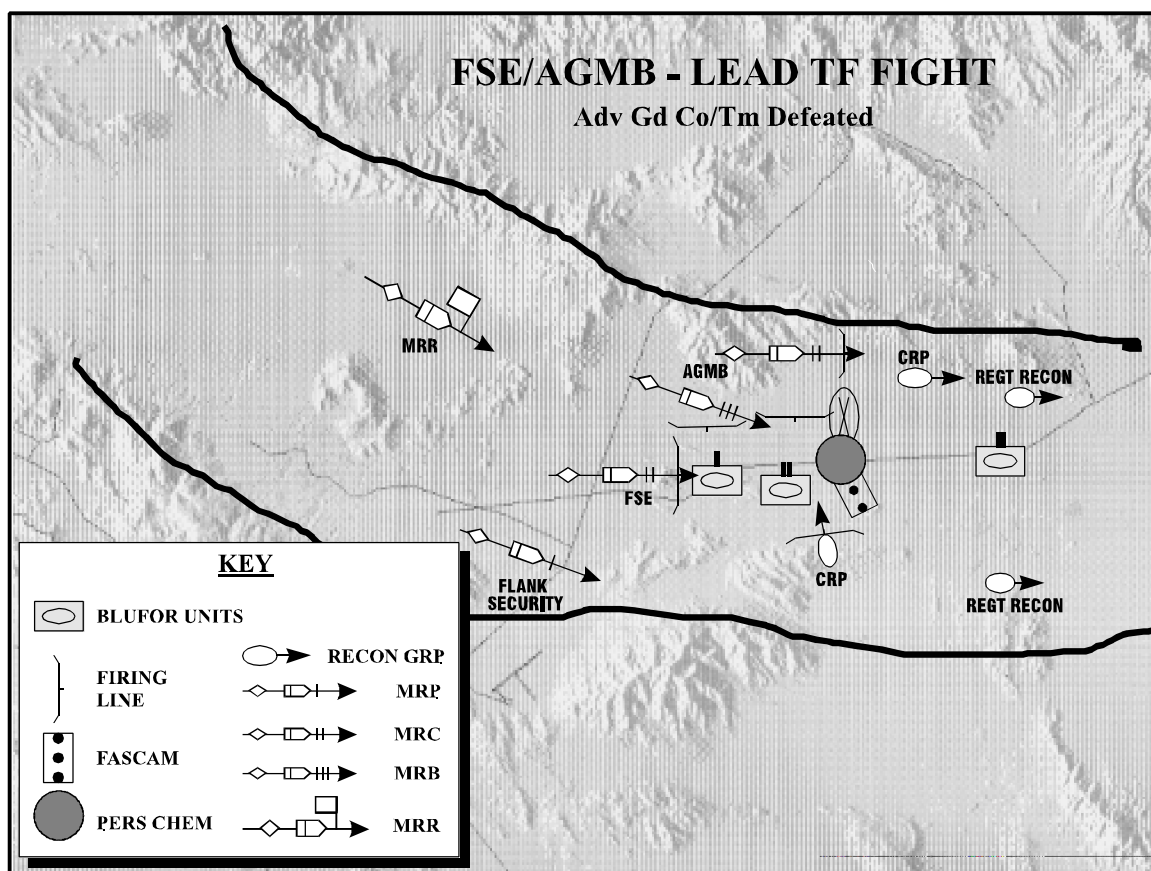 FSE/AGMB - LEAD TF FIGHT
Adv Gd Co/Tm Defeated
MRR
AGMB
CRP
REGT RECON
FSE
FLANK
SECURITY
CRP
REGT RECON
KEY
BLUFOR UNITS
FIRING
LINE
FASCAM
PERS CHEM
RECON GRP
MRP
MRC
MRB
MRR